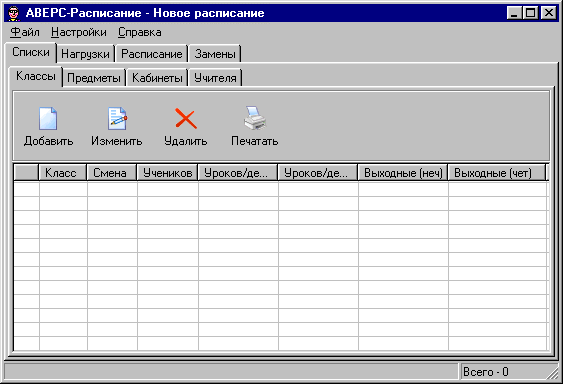 АВЕРС-Расписание - Новое расписание
Файл Настройки Справка
Списки Нагрузки Расписание Замены
Классы Предметы Кабинеты Учителя
Добавить Изменить Удалить Печатать
Класс Смена Учеников Уроков/де... Уроков/де... Выходные (неч) Выходные (чет)
Всего - 0